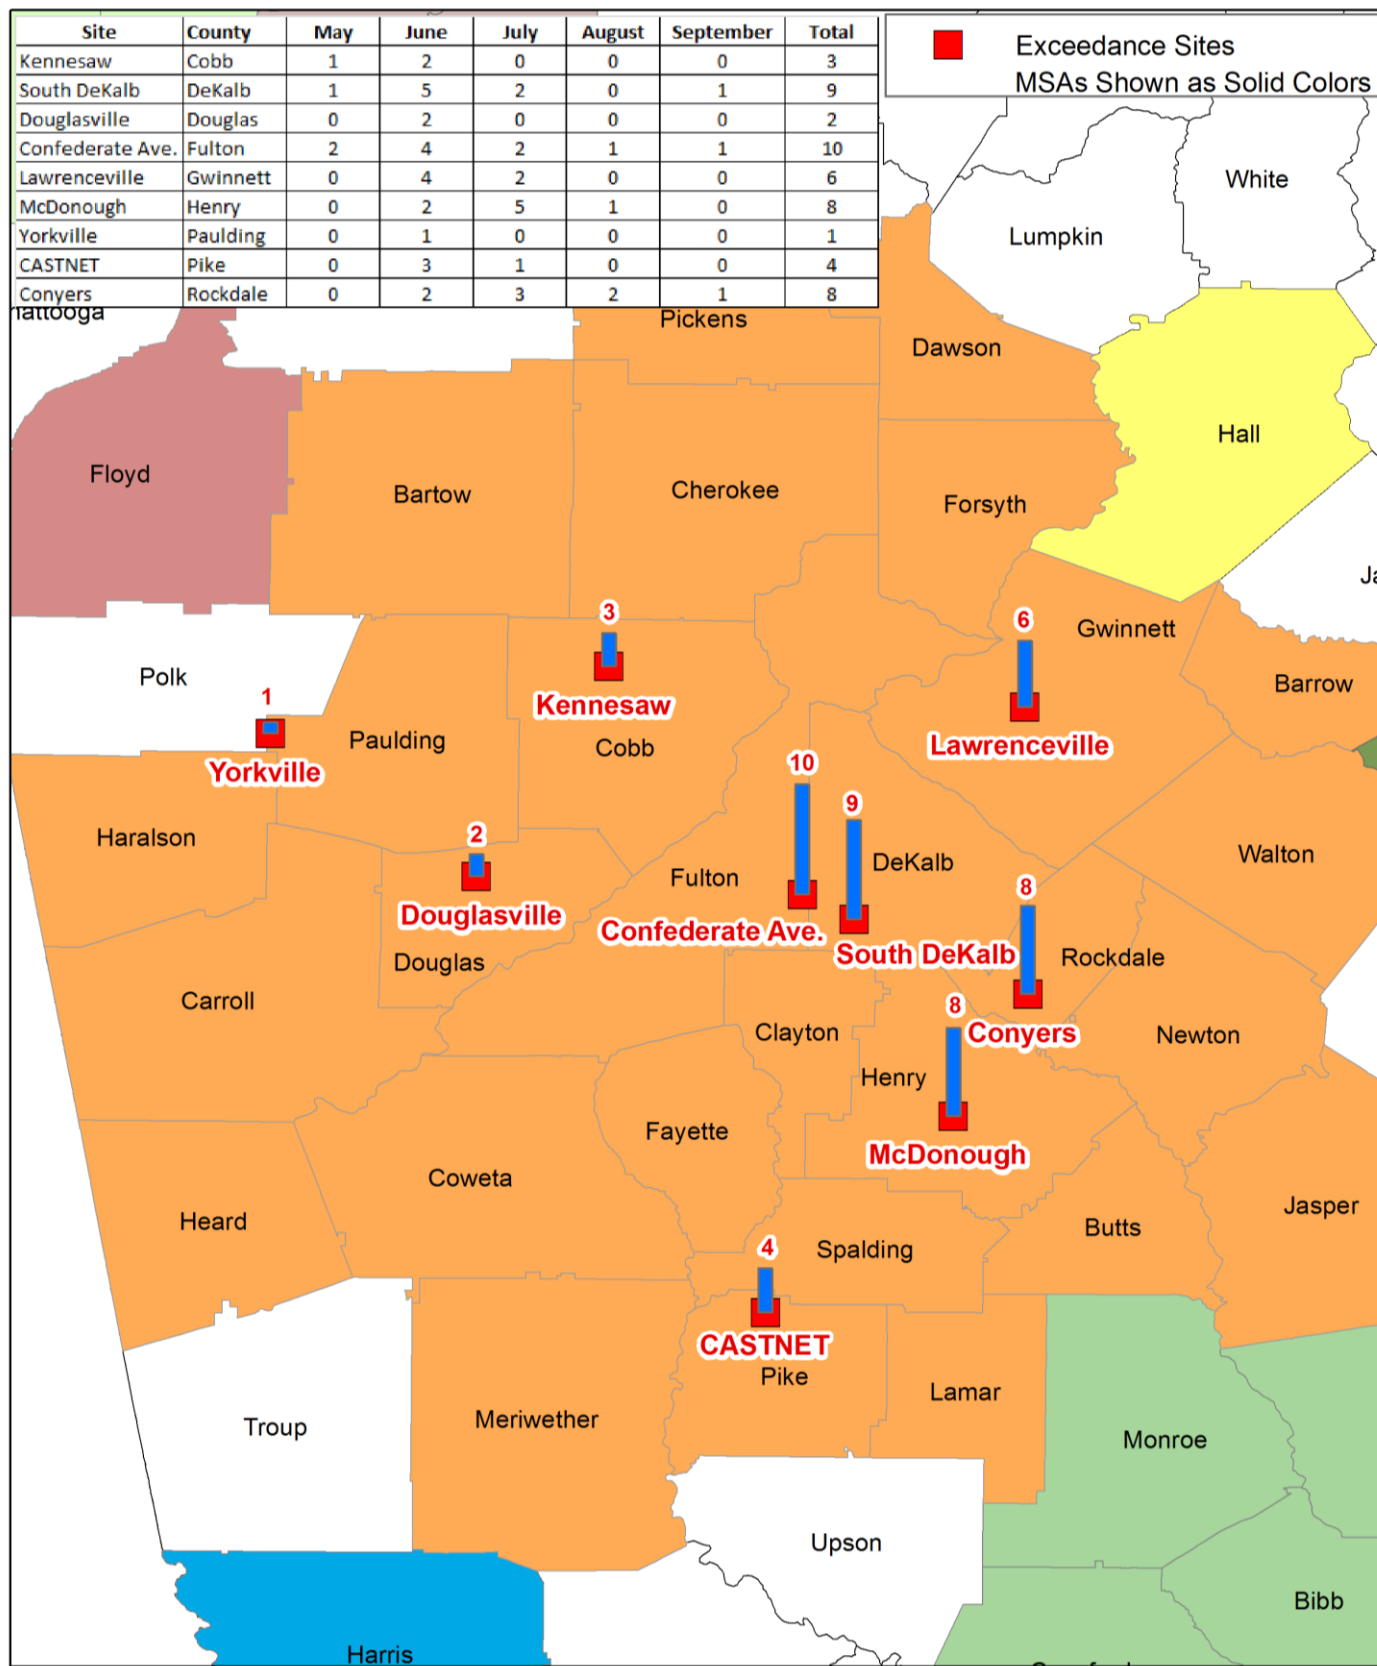 Site County May June July August September Total
Kennesaw Cobb 1 2 0 0 0 3
South DeKalb DeKalb 1 5 2 0 1 9
Douglasville Douglas 0 2 0 0 0 2
Confederate Ave. Fulton 2 4 2 1 1 10
Lawrenceville Gwinnett 0 4 2 0 0 6
McDonough Henry 0 2 5 1 0 8
Yorkville Paulding 0 1 0 0 0 1
CASTNET Pike 0 3 1 0 0 4
Conyers Rockdale 0 2 3 2 1 8
Exceedance Sites
MSAs Shown as Solid Colors
White
Lumpkin
Pickens
Dawson
Hall
Floyd
Bartow
Cherokee
Forsyth
3
6
Gwinnett
Polk
1
Kennesaw
Barrow
Paulding
Cobb
Lawrenceville
Yorkville
10
9
2
Haralson
Fulton
DeKalb
Walton
8
Douglasville
Confederate Ave.
South DeKalb
Rockdale
Douglas
Carroll
8
Clayton
Conyers
Newton
Henry
Fayette
McDonough
Coweta
Jasper
Heard
Butts
4
Spalding
CASTNET
Pike
Lamar
Meriwether
Troup
Monroe
Upson
Bibb
Harris